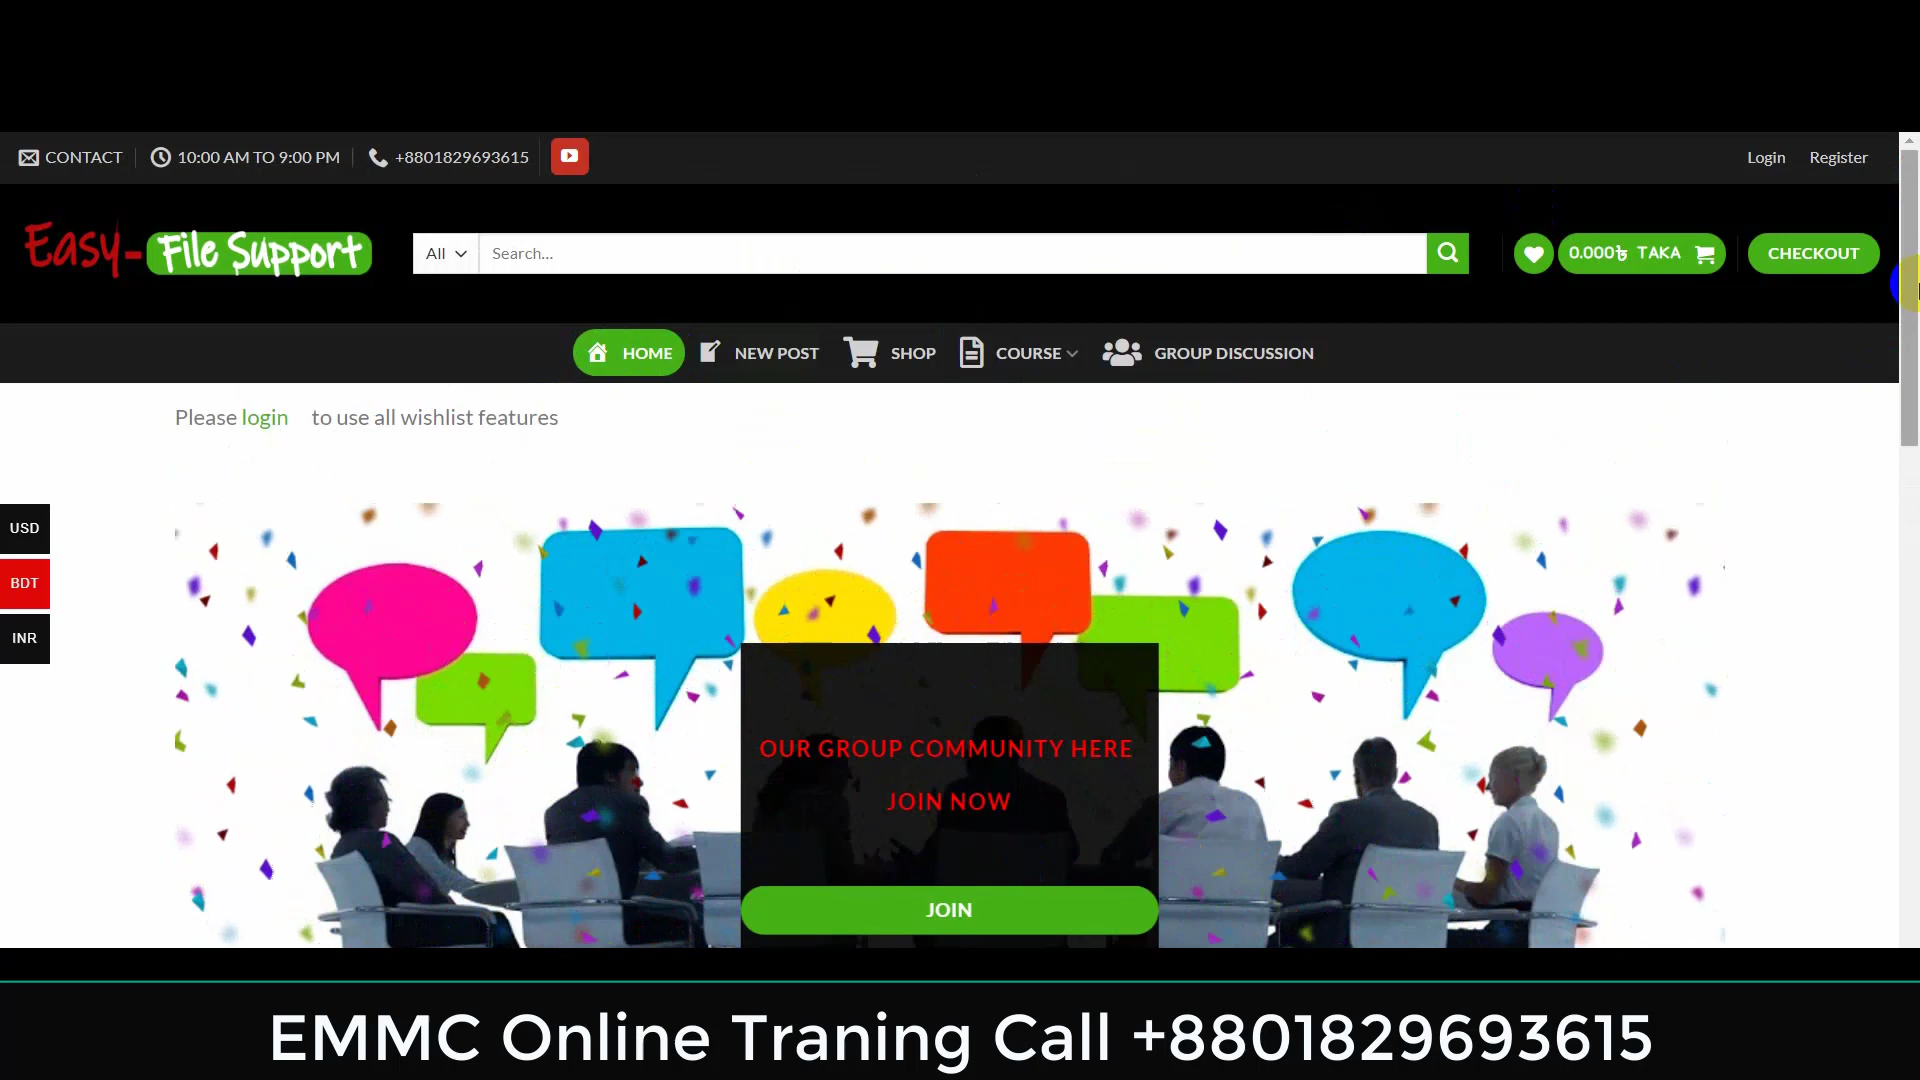 CONTACT
10:00 AM TO 9:00 PM
+8801829693615
Login
Register
Easy-File Support
All
Search...
0.000৳ TAKA
CHECKOUT
HOME
NEW POST
SHOP
COURSE
GROUP DISCUSSION
Please login to use all wishlist features
USD
BDT
INR
OUR GROUP COMMUNITY HERE
JOIN NOW
JOIN
EMMC Online Traning Call +8801829693615